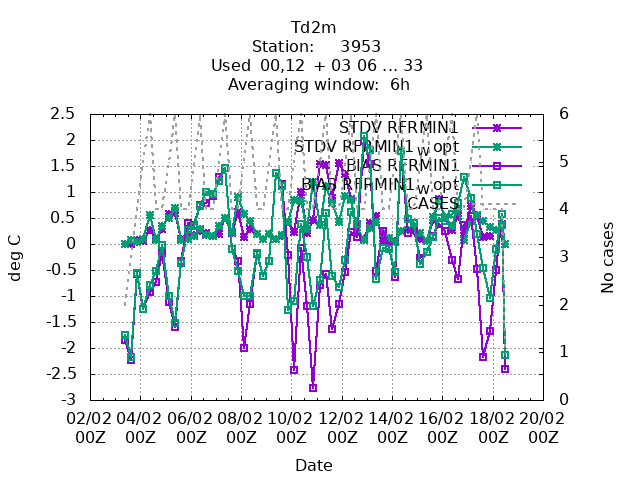 Td2m
Station: 3953
Used 00,12 + 03 06 ... 33
Averaging window: 6h
deg C
2.5
2
1.5
1
0.5
0
-0.5
-1
-1.5
-2
-2.5
-3
STDV RFRMIN1
STDV RFRMIN1_w opt
BIAS RFRMIN1
BIAS RFRMIN1_w opt
CASES
6
5
4
3
2
1
0
No cases
02/02 04/02 06/02 08/02 10/02 12/02 14/02 16/02 18/02 20/02
00Z 00Z 00Z 00Z 00Z 00Z 00Z 00Z 00Z 00Z
Date